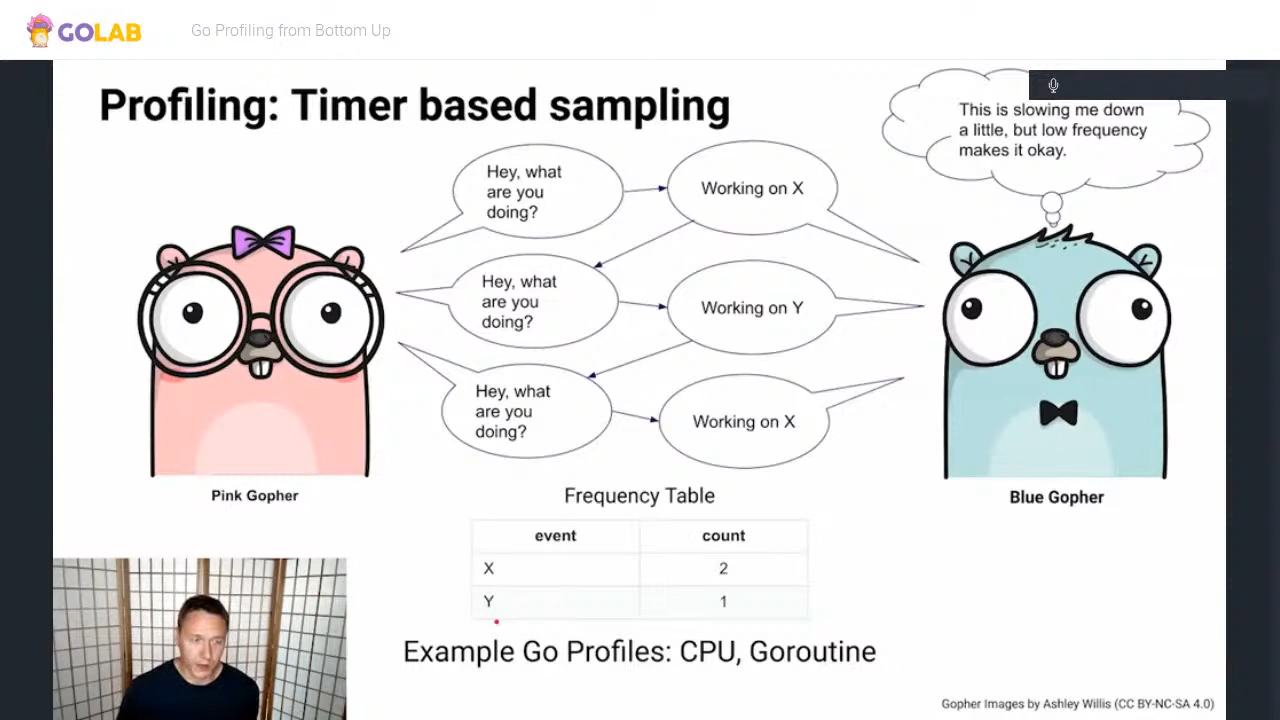 GOLAB
Go Profiling from Bottom Up
Profiling: Timer based sampling
This is slowing me down
a little, but low frequency
makes it okay.
Hey, what
are you
doing?
Working on X
Hey, what
are you
doing?
Working on Y
Hey, what
are you
doing?
Working on X
Pink Gopher
Blue Gopher
Frequency Table
event count
X 2
Y 1
Example Go Profiles: CPU, Goroutine
Gopher Images by Ashley Willis (CC BY-NC-SA 4.0)